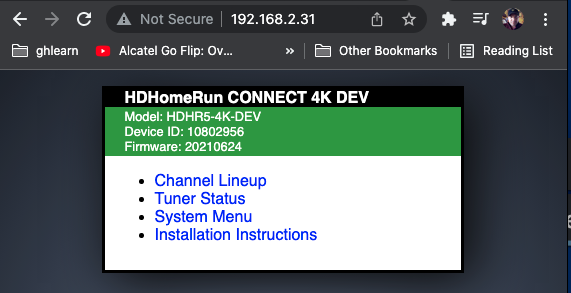 Not Secure | 192.168.2.31
ghlearn
Alcatel Go Flip: Ov...
»
Other Bookmarks
Reading List
HDHomeRun CONNECT 4K DEV
Model: HDHR5-4K-DEV
Device ID: 10802956
Firmware: 20210624
• Channel Lineup
• Tuner Status
• System Menu
• Installation Instructions